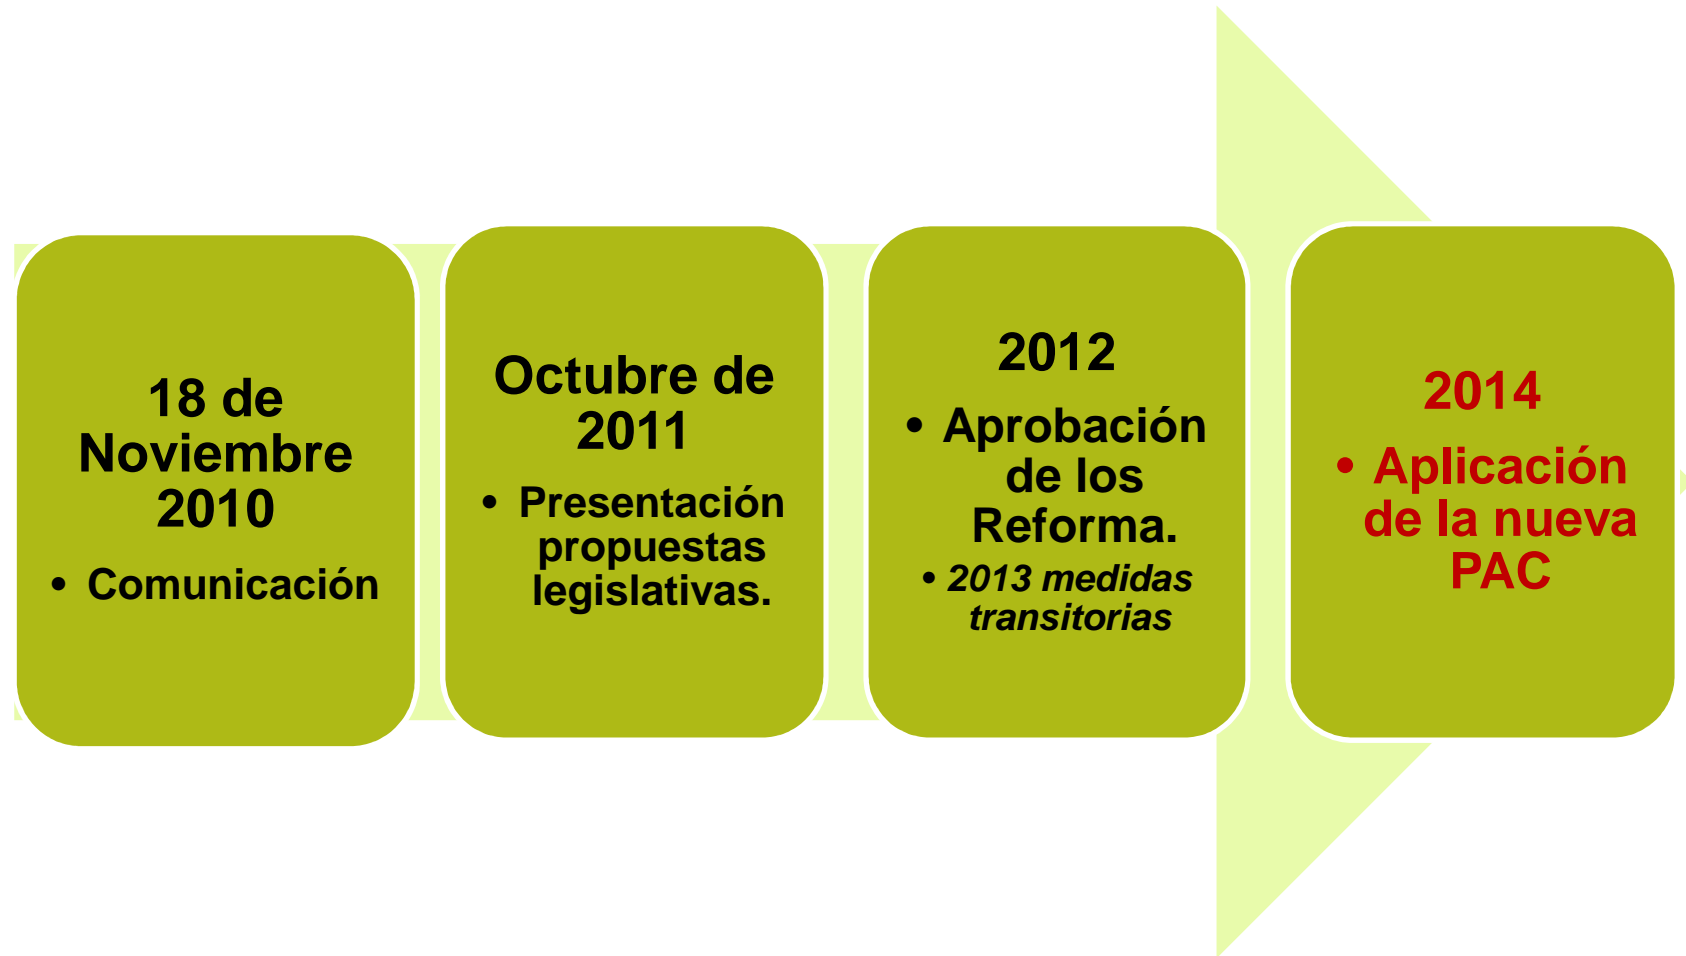 18 de
Noviembre
2010
• Comunicación
Octubre de
2011
• Presentación
propuestas
legislativas.
2012
• Aprobación
de los
Reforma.
• 2013 medidas
transitorias
2014
• Aplicación
de la nueva
PAC